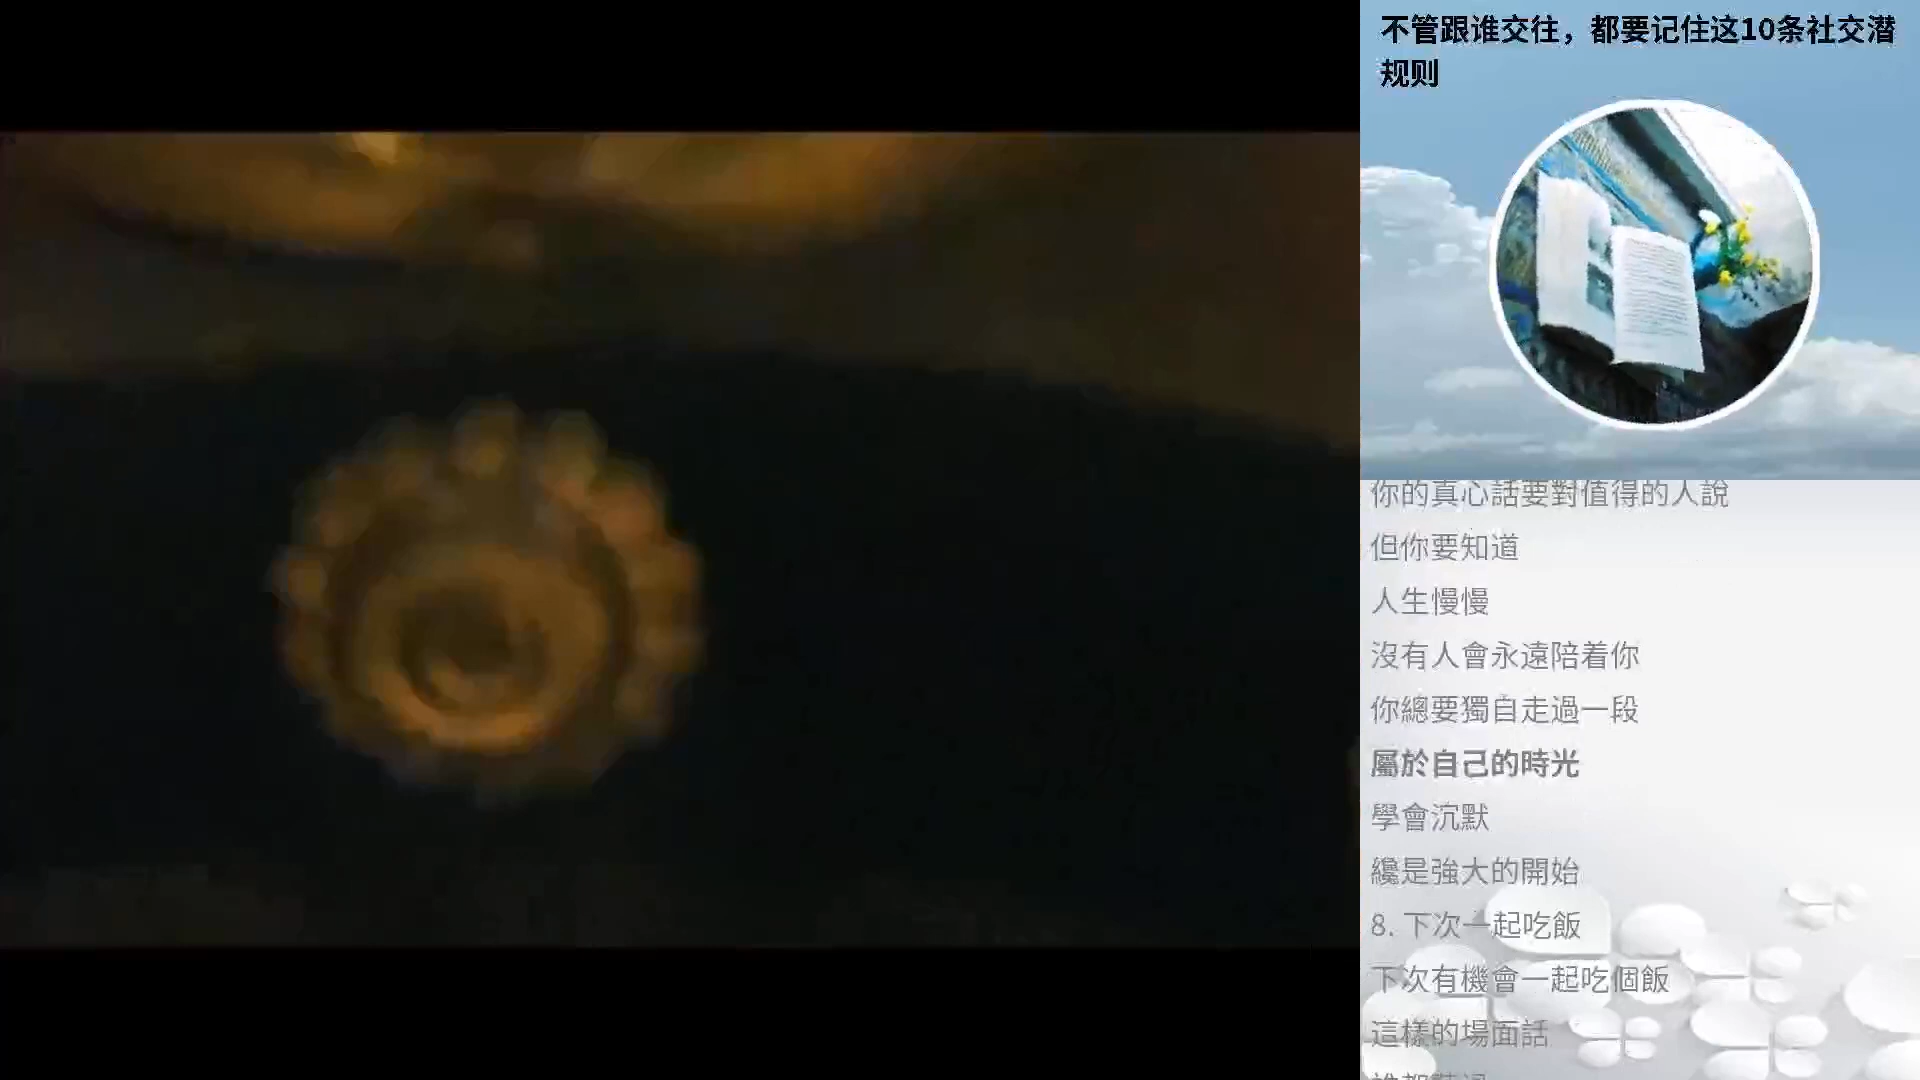 不管跟谁交往，都要记住这10条社交潜
规则
你的真心話要對值得的人說
但你要知道
人生慢慢
沒有人會永遠陪着你
你總要獨自走過一段
屬於自己的時光
學會沉默
纔是強大的開始
8. 下次一起吃飯
下次有機會一起吃個飯
這樣的場面話